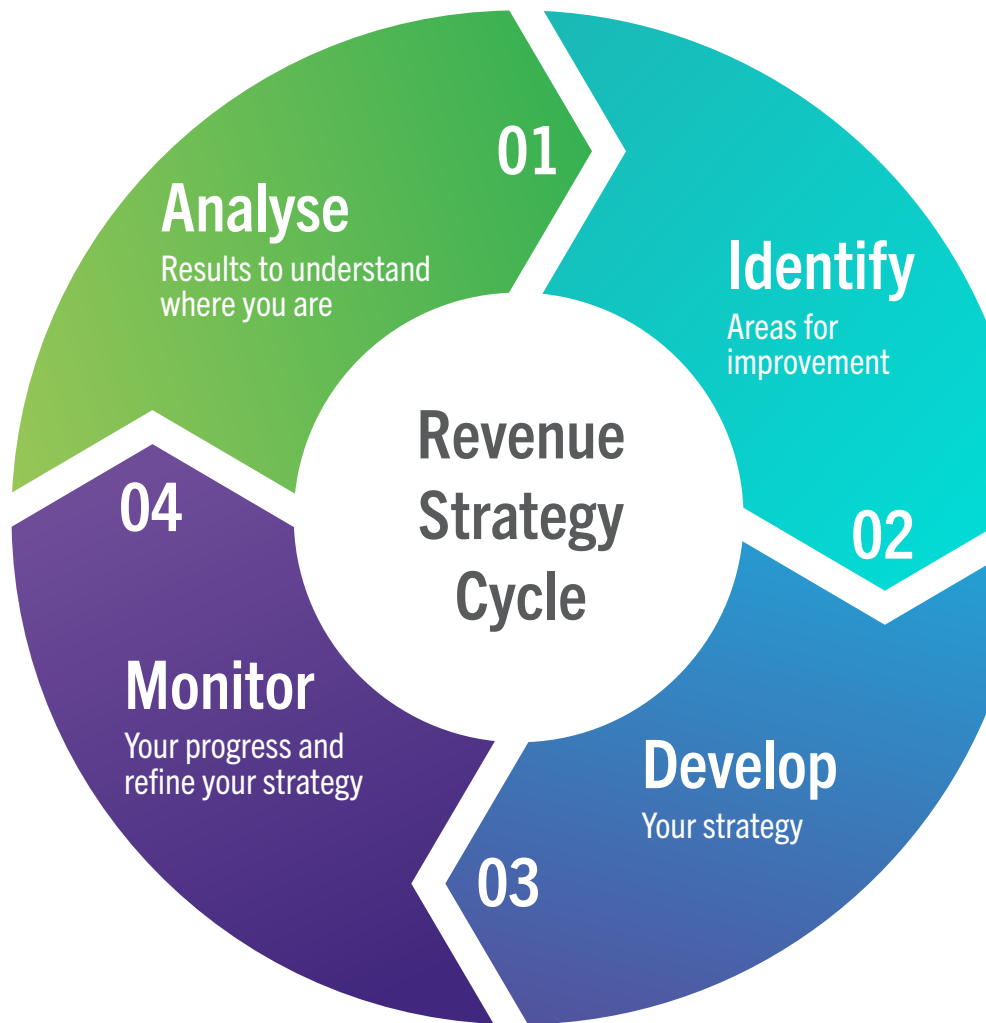 Revenue
Strategy
Cycle
01
Analyse
Results to understand
where you are
Identify
Areas for
improvement
02
Develop
Your strategy
03
04
Monitor
Your progress and
refine your strategy